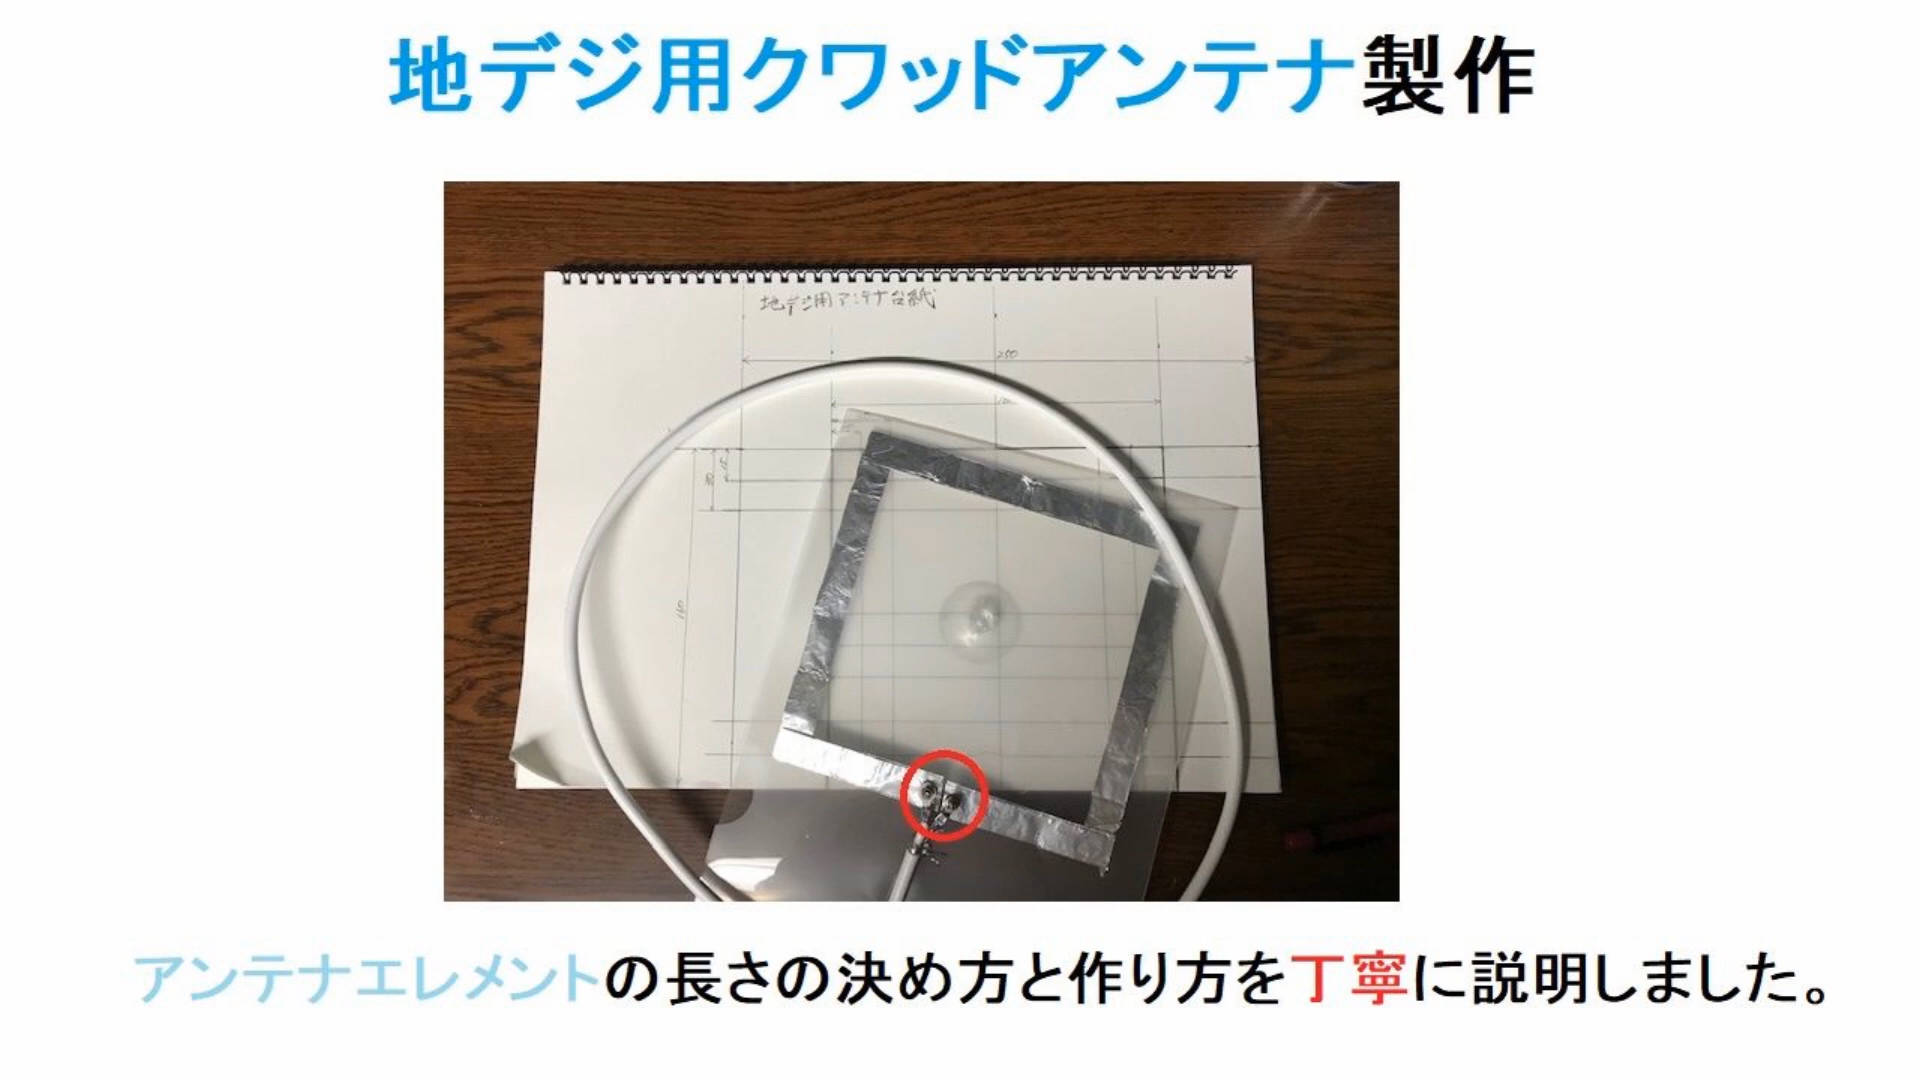 地デジ用クワッドアンテナ製作
地デジ用アンテナ台紙
250
アンテナエレメントの長さの決め方と作り方を丁寧に説明しました。